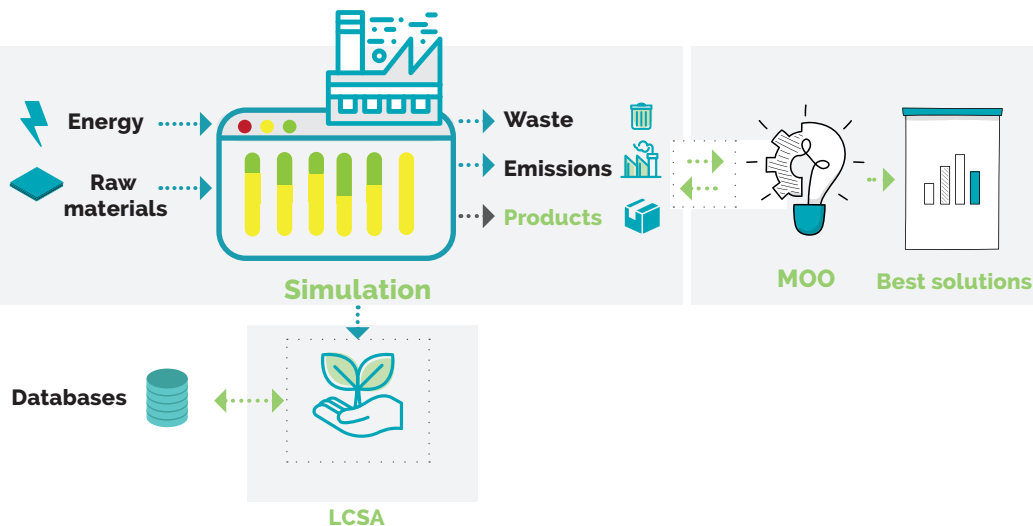 Energy
Raw
materials
Waste
Emissions
Products
Simulation
MOO
Best solutions
Databases
LCSA